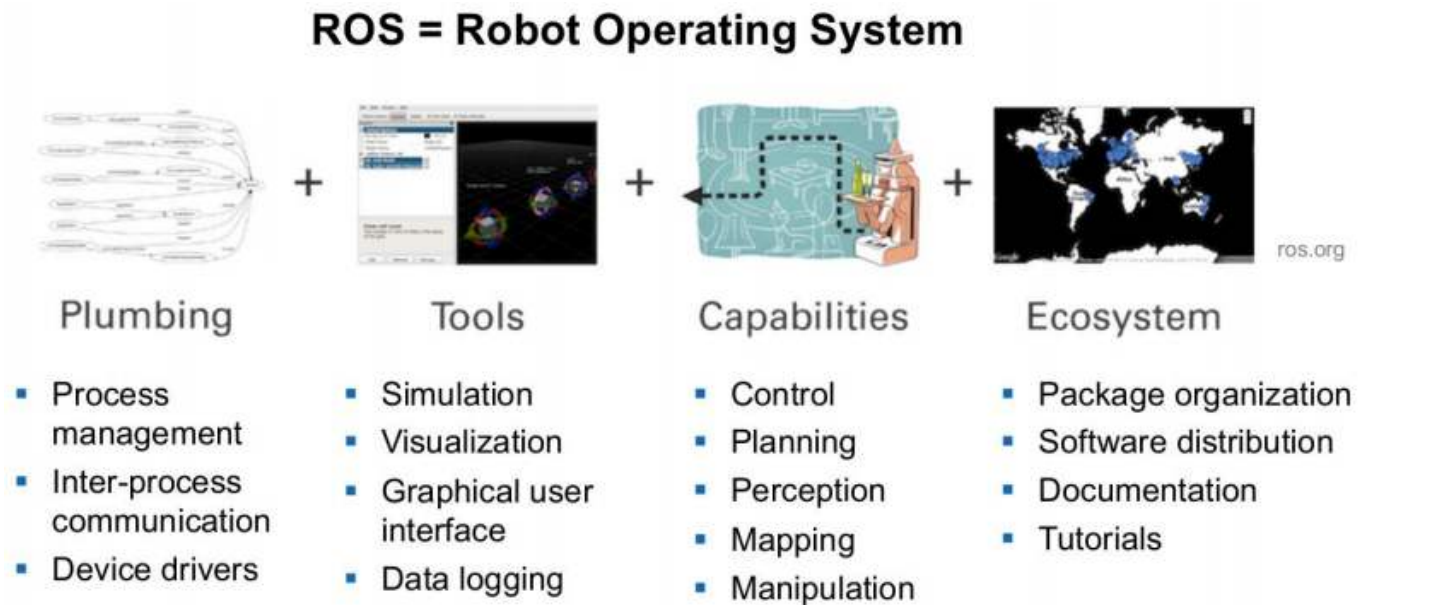 ROS = Robot Operating System
+
+
+
ros.org
Plumbing
Tools
Capabilities
Ecosystem
▪ Process
management
▪ Inter-process
communication
▪ Device drivers
▪ Simulation
▪ Visualization
▪ Graphical user
interface
▪ Data logging
▪ Control
▪ Planning
▪ Perception
▪ Mapping
▪ Manipulation
▪ Package organization
▪ Software distribution
▪ Documentation
▪ Tutorials